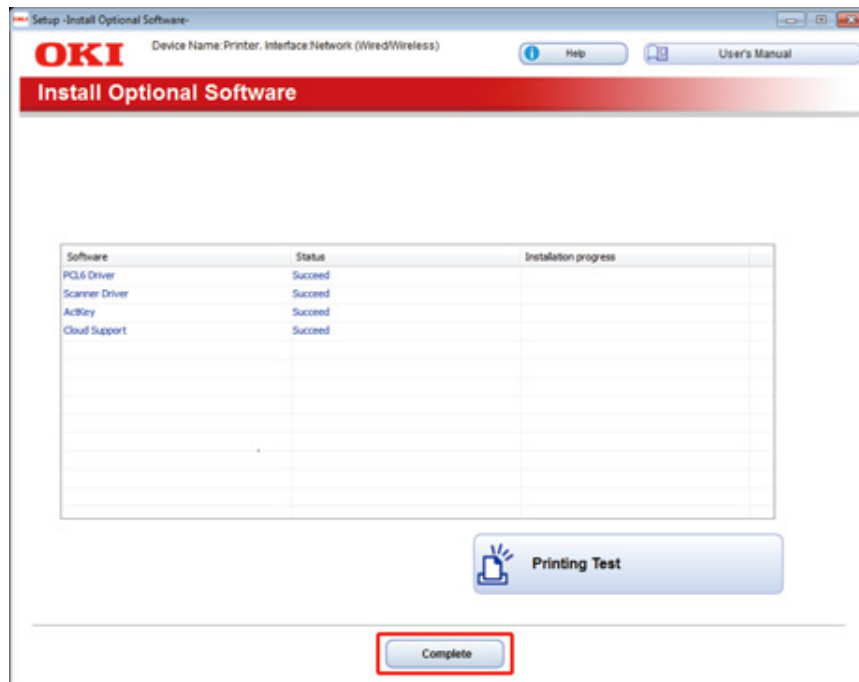 Setup -Install Optional Software-
OKI
Device Name:Printer, Interface:Network (Wired/Wireless)
Help
User's Manual
Install Optional Software
Software Status Installation progress
PCL6 Driver Succeed
Scanner Driver Succeed
ActKey Succeed
Cloud Support Succeed
Printing Test
Complete